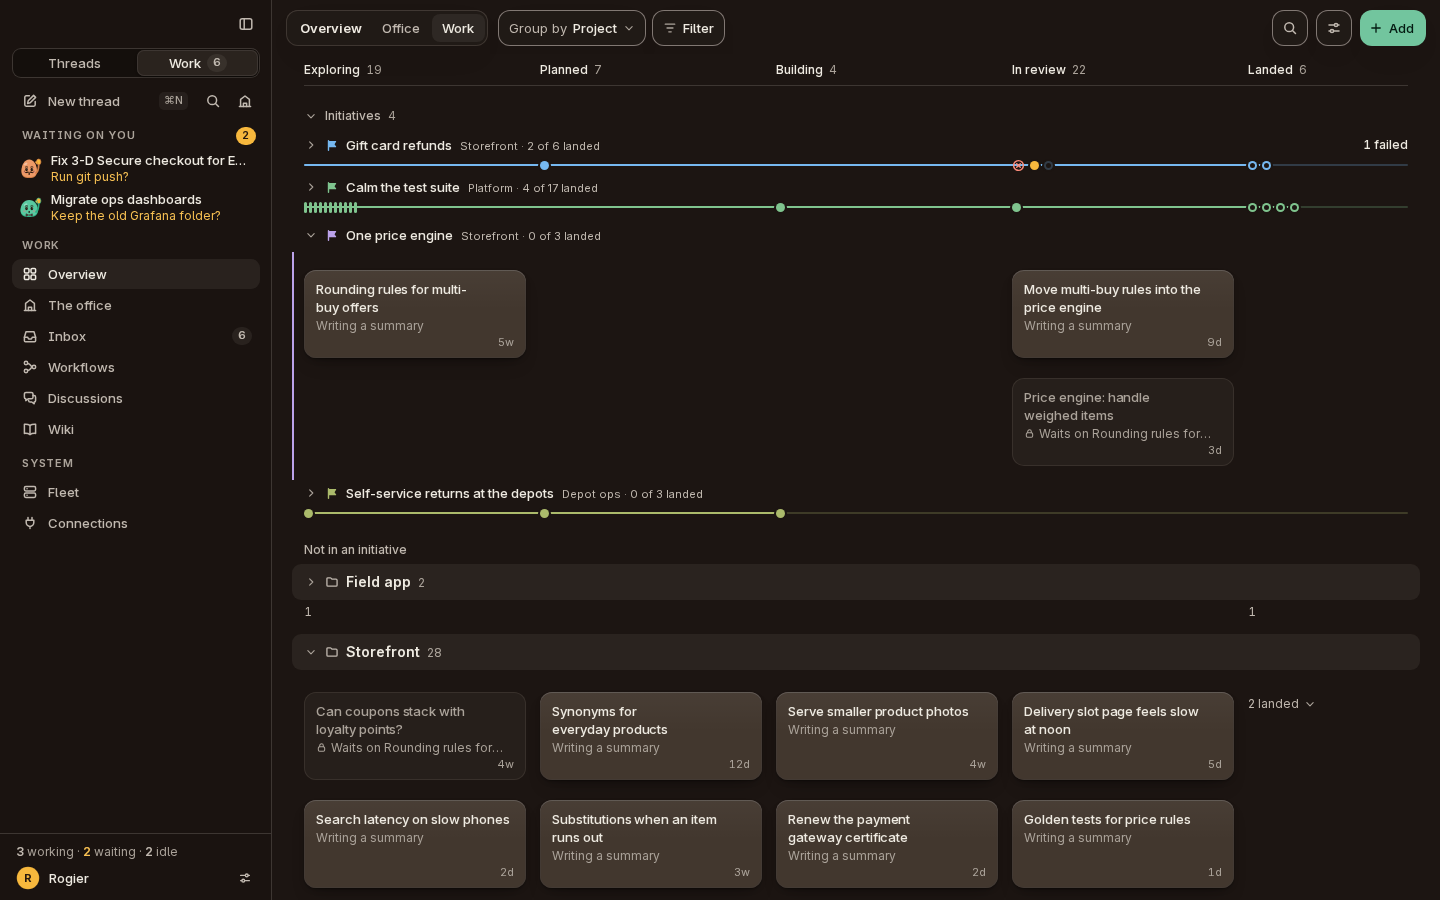 Threads
Work 6
New thread ⌘N
WAITING ON YOU 2
Fix 3-D Secure checkout for E...
Run git push?
Migrate ops dashboards
Keep the old Grafana folder?
WORK
Overview
The office
Inbox 6
Workflows
Discussions
Wiki
SYSTEM
Fleet
Connections
3 working · 2 waiting · 2 idle
R Rogier
Overview Office Work Group by Project Filter Add
Exploring 19 Planned 7 Building 4 In review 22 Landed 6
Initiatives 4
Gift card refunds Storefront · 2 of 6 landed 1 failed
Calm the test suite Platform · 4 of 17 landed
One price engine Storefront · 0 of 3 landed
Rounding rules for multi-
buy offers
Writing a summary
5w
Move multi-buy rules into the
price engine
Writing a summary
9d
Price engine: handle
weighed items
Waits on Rounding rules for...
3d
Self-service returns at the depots Depot ops · 0 of 3 landed
Not in an initiative
Field app 2
1 1
Storefront 28
Can coupons stack with
loyalty points?
Waits on Rounding rules for...
4w
Synonyms for
everyday products
Writing a summary
12d
Serve smaller product photos
Writing a summary
4w
Delivery slot page feels slow
at noon
Writing a summary
5d
2 landed
Search latency on slow phones
Writing a summary
2d
Substitutions when an item
runs out
Writing a summary
3w
Renew the payment
gateway certificate
Writing a summary
2d
Golden tests for price rules
Writing a summary
1d